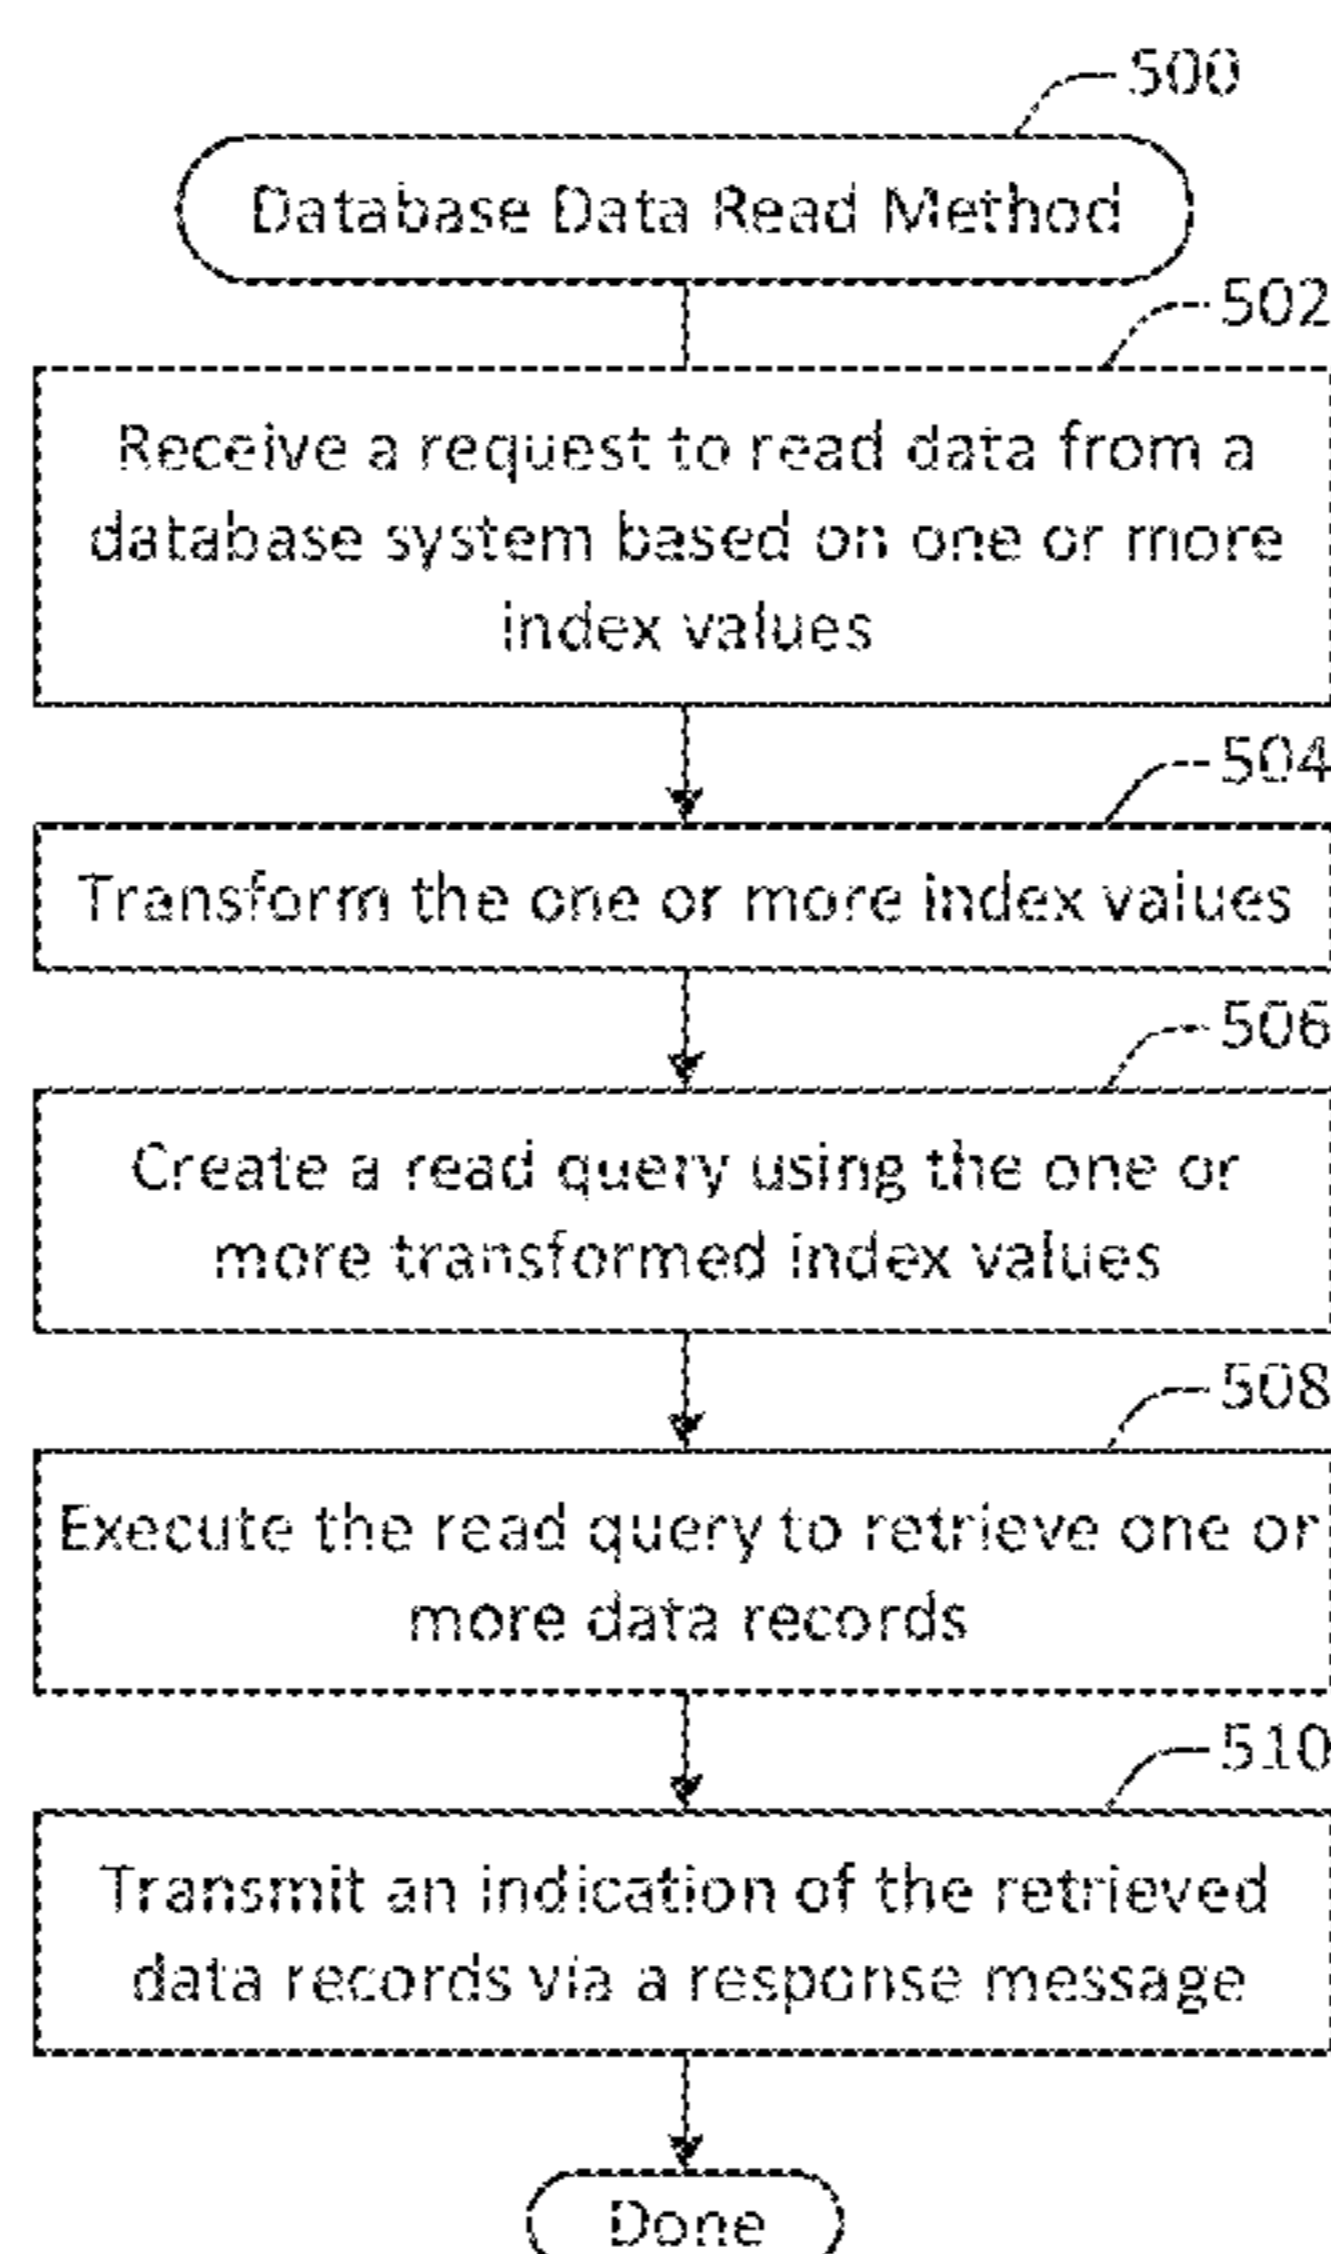 500
Database Data Read Method
502
Receive a request to read data from a
database system based on one or more
index values
504
Transform the one or more index values
506
Create a read query using the one or
more transformed index values
508
Execute the read query to retrieve one or
more data records
510
Transmit an indication of the retrieved
data records via a response message
Done